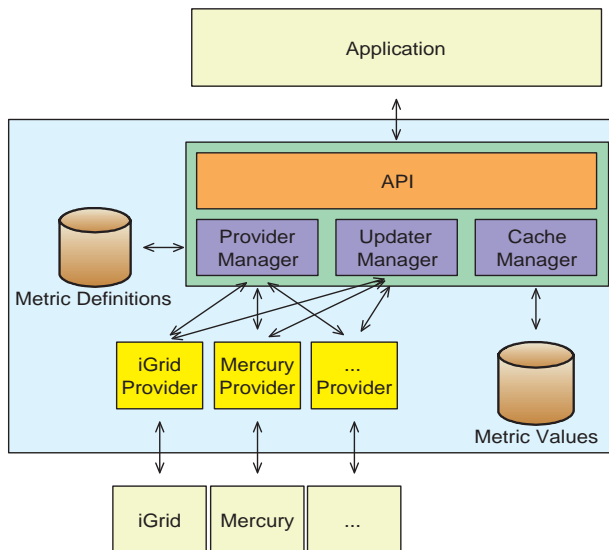 Application
API
Provider
Manager
Updater
Manager
Cache
Manager
Metric Definitions
iGrid
Provider
Mercury
Provider
...
Provider
Metric Values
iGrid
Mercury
...